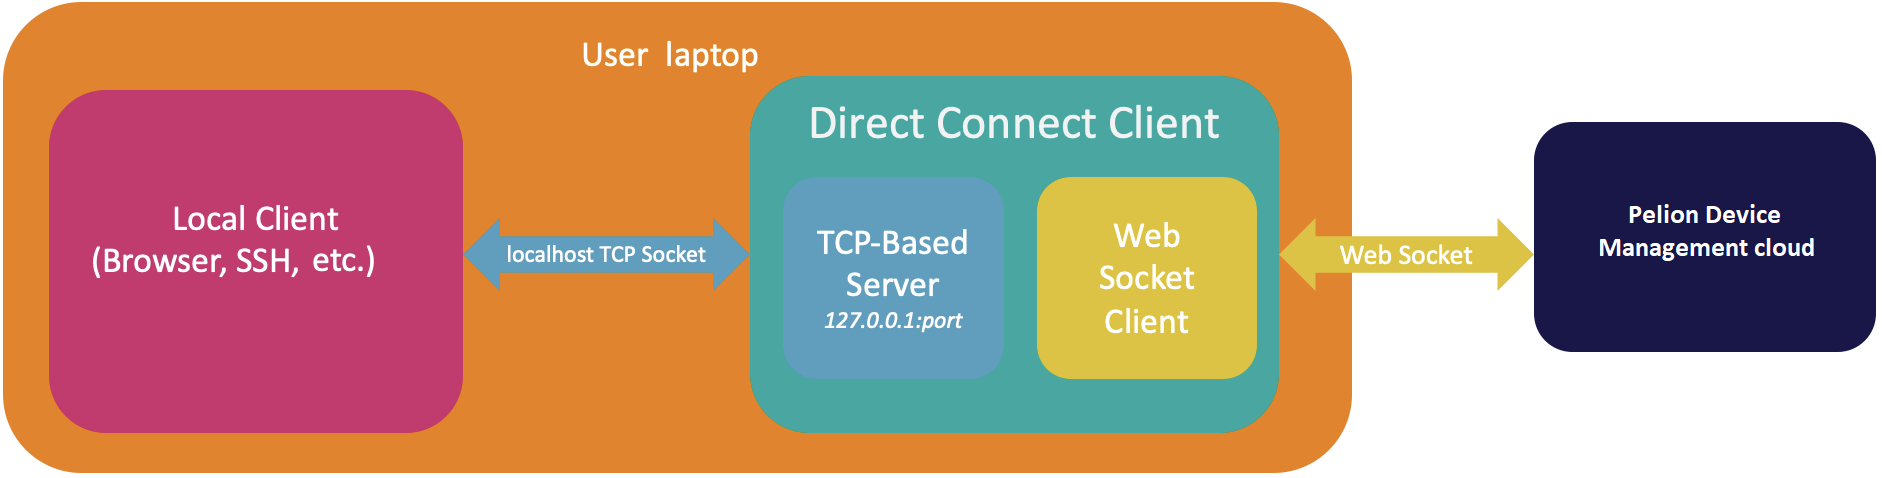 User laptop
Direct Connect Client
Local Client
(Browser, SSH, etc.)
localhost TCP Socket
TCP-Based
Server
127.0.0.1:port
Web
Socket
Client
Web Socket
Pelion Device
Management cloud